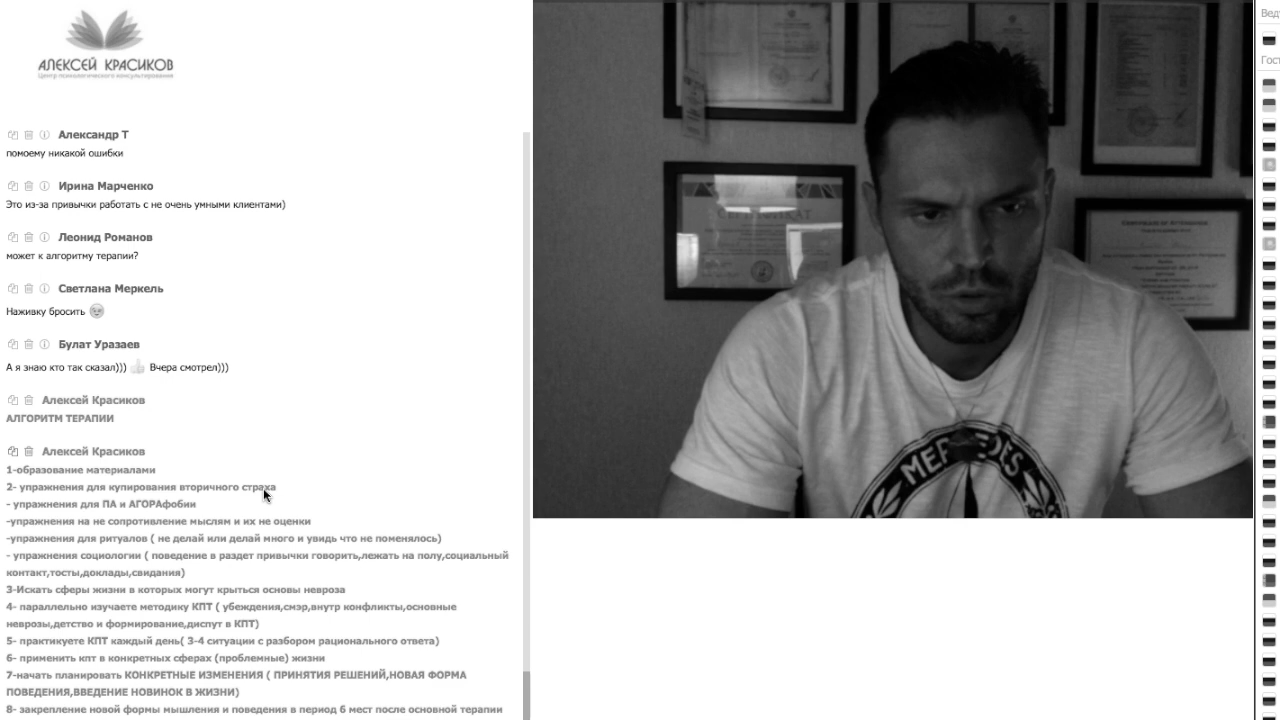 АЛЕКСЕЙ КРАСИКОВ
Центр психологического консультирования
Александр Т
помоему никакой ошибки
Ирина Марченко
Это из-за привычки работать с не очень умными клиентами)
Леонид Романов
может к алгоритму терапии?
Светлана Меркель
Наживку бросить
Булат Уразаев
А я знаю кто так сказал))) Вчера смотрел)))
Алексей Красиков
АЛГОРИТМ ТЕРАПИИ
Алексей Красиков
1-образование материалами
2- упражнения для купирования вторичного страха
- упражнения для ПА и АГОРАфобии
-упражнения на не сопротивление мыслям и их не оценки
-упражнения для ритуалов ( не делай или делай много и увидь что не поменялось)
- упражнения социологии ( поведение в раздет привычки говорить,лежать на полу,социальный
контакт,тосты,доклады,свидания)
3-Искать сферы жизни в которых могут крыться основы невроза
4- параллельно изучаете методику КПТ ( убеждения,смэр,внутр конфликты,основные
неврозы,детство и формирование,диспут в КПТ)
5- практикуете КПТ каждый день( 3-4 ситуации с разбором рационального ответа)
6- применить кпт в конкретных сферах (проблемные) жизни
7-начать планировать КОНКРЕТНЫЕ ИЗМЕНЕНИЯ ( ПРИНЯТИЯ РЕШЕНИЙ,НОВАЯ ФОРМА
ПОВЕДЕНИЯ,ВВЕДЕНИЕ НОВИНОК В ЖИЗНИ)
8- закрепление новой формы мышления и поведения в период 6 мест после основной терапии
СЕРТИФИКАТ
Вед
Гост